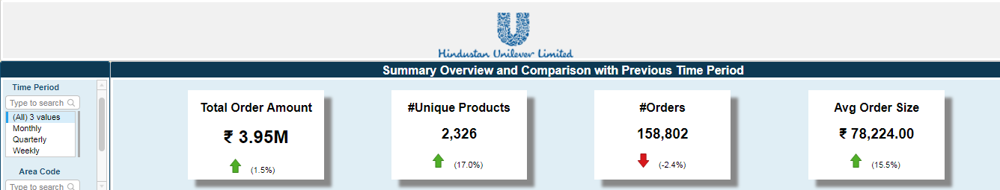 Hindustan Unilever Limited
Summary Overview and Comparison with Previous Time Period
Time Period
Type to search
(All) 3 values
Monthly
Quarterly
Weekly
Area Code
Type to search
Total Order Amount
₹ 3.95M
(1.5%)
#Unique Products
2,326
(17.0%)
#Orders
158,802
(-2.4%)
Avg Order Size
₹ 78,224.00
(15.5%)